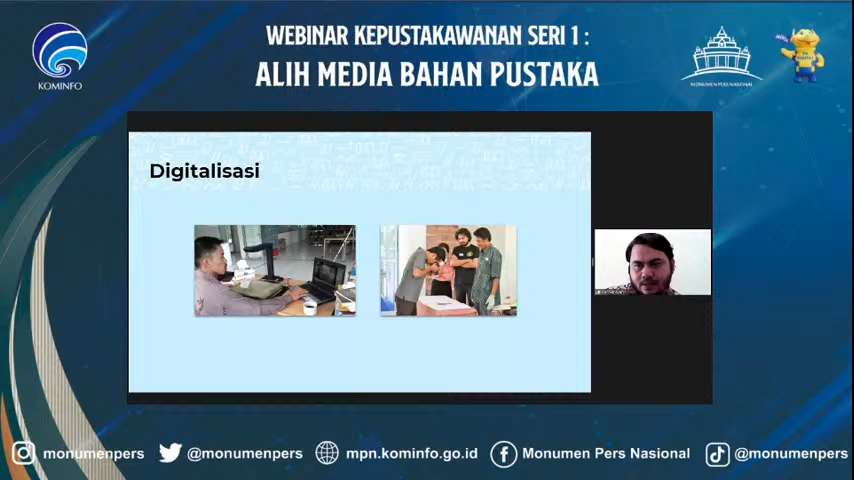 WEBINAR KEPUSTAKAWANAN SERI 1 :
ALIH MEDIA BAHAN PUSTAKA
KOMINFO
MONUMEN PERS NASIONAL
Digitalisasi
monumenpers
@monumenpers
mpn.kominfo.go.id
Monumen Pers Nasional
@monumenpers